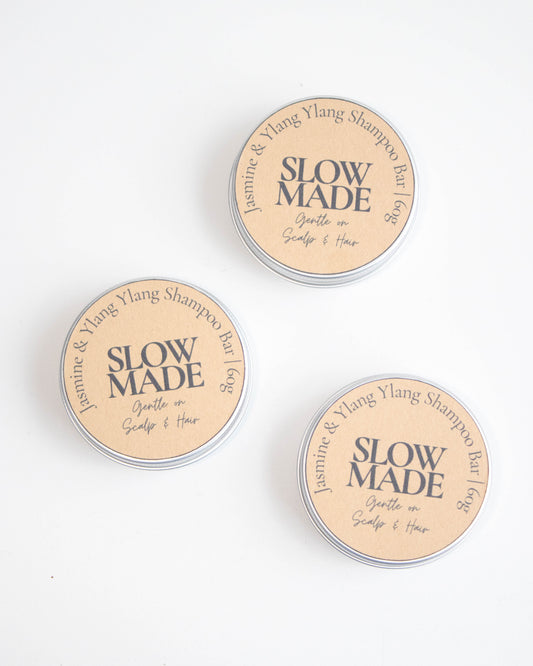 Jasmine & Ylang Ylang Shampoo Bar | 60g
SLOW
MADE
Gentle on
Scalp & Hair
Jasmine & Ylang Ylang Shampoo Bar | 60g
SLOW
MADE
Gentle on
Scalp & Hair
Jasmine & Ylang Ylang Shampoo Bar | 60g
SLOW
MADE
Gentle on
Scalp & Hair